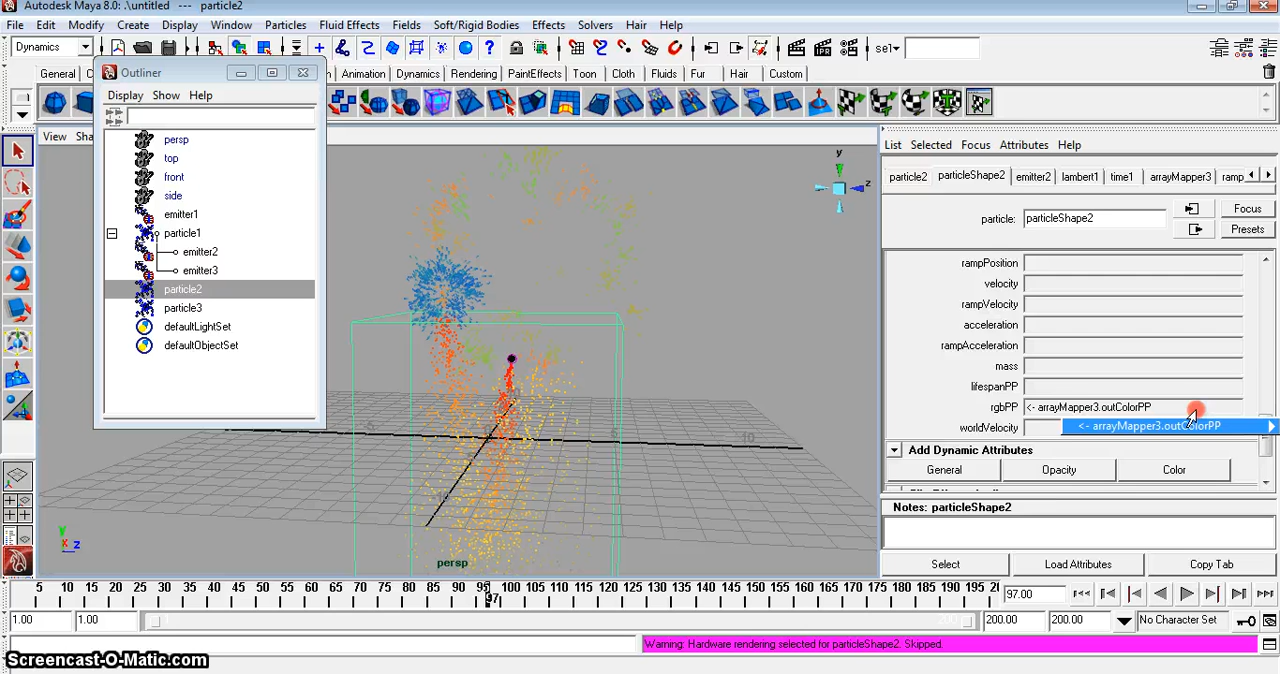 Autodesk Maya 8.0: .\untitled --- particle2
File Edit Modify Create Display Window Particles Fluid Effects Fields Soft/Rigid Bodies Effects Solvers Hair Help
Dynamics sel
General Animation Dynamics Rendering PaintEffects Toon Cloth Fluids Fur Hair Custom
Outliner
Display Show Help
persp
top
front
side
emitter1
particle1
emitter2
emitter3
particle2
particle3
defaultLightSet
defaultObjectSet
View Sha
y
z
List Selected Focus Attributes Help
particle2 particleShape2 emitter2 lambert1 time1 arrayMapper3 ramp
particle: particleShape2 Focus
Presets
rampPosition
velocity
rampVelocity
acceleration
rampAcceleration
mass
lifespanPP
rgbPP <- arrayMapper3.outColorPP
worldVelocity <- arrayMapper3.outColorPP
Add Dynamic Attributes
General Opacity Color
Notes: particleShape2
Select Load Attributes Copy Tab
10
y
x z
persp
5 10 15 20 25 30 35 40 45 50 55 60 65 70 75 80 85 90 95 100 105 110 115 120 125 130 135 140 145 150 155 160 165 170 175 180 185 190 195 20
97
97.00
1.00 1.00 200 200.00 200.00 No Character Set
Warning: Hardware rendering selected for particleShape2. Skipped.
Screencast-O-Matic.com